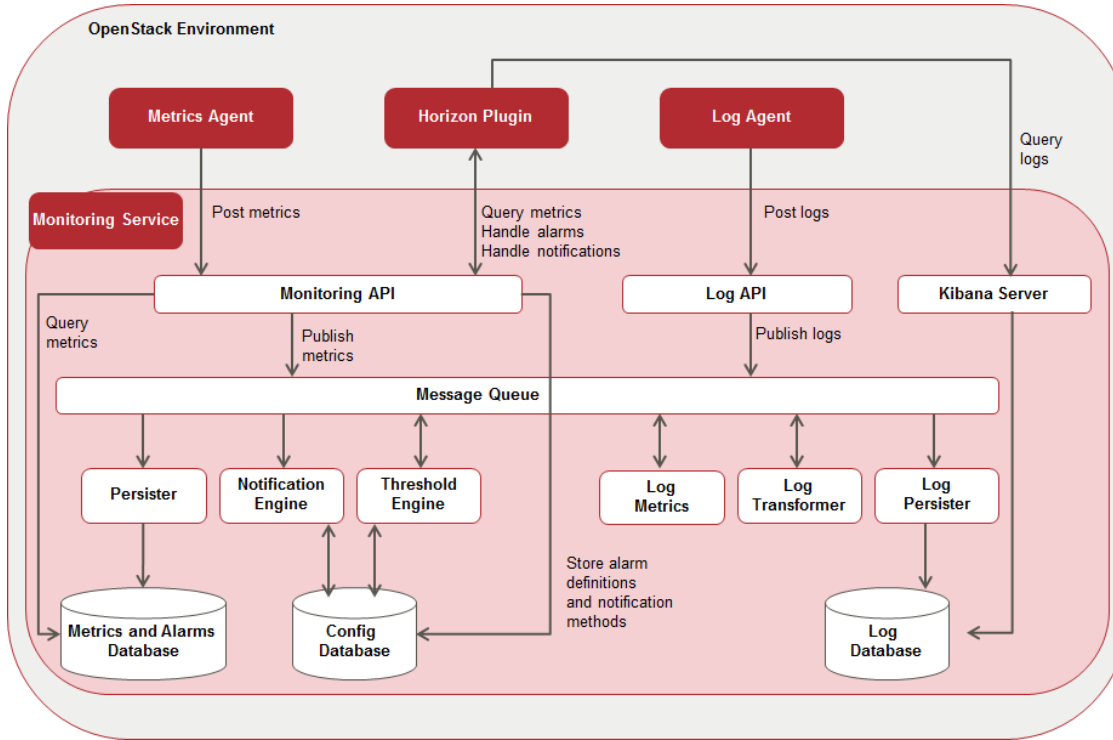 OpenStack Environment
Metrics Agent
Horizon Plugin
Log Agent
Query
logs
Monitoring Service
Post metrics
Query metrics
Handle alarms
Handle notifications
Post logs
Monitoring API
Log API
Kibana Server
Query
metrics
Publish
metrics
Publish logs
Message Queue
Persister
Notification
Engine
Threshold
Engine
Log
Metrics
Log
Transformer
Log
Persister
Store alarm
definitions
and notification
methods
Metrics and Alarms
Database
Config
Database
Log
Database